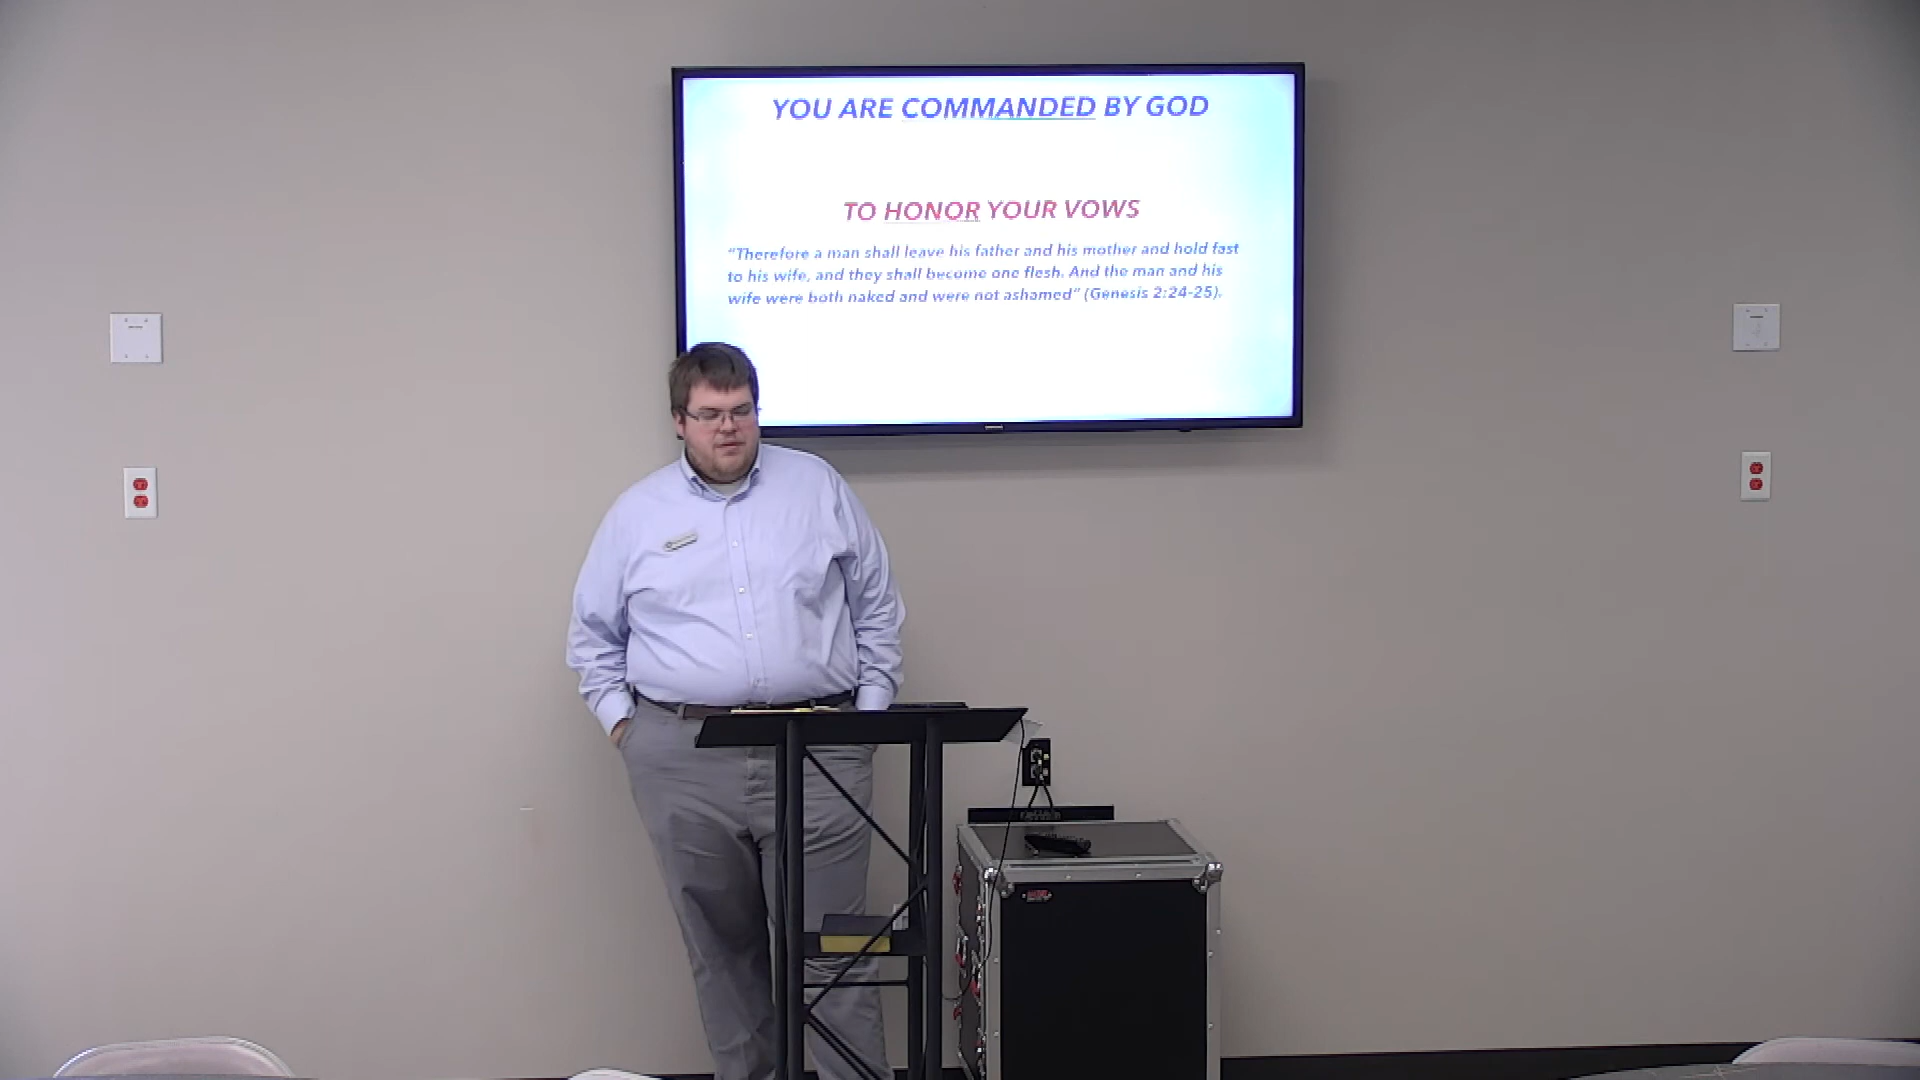 YOU ARE COMMANDED BY GOD
TO HONOR YOUR VOWS
“Therefore a man shall leave his father and his mother and hold fast
to his wife, and they shall become one flesh. And the man and his
wife were both naked and were not ashamed” (Genesis 2:24-25).